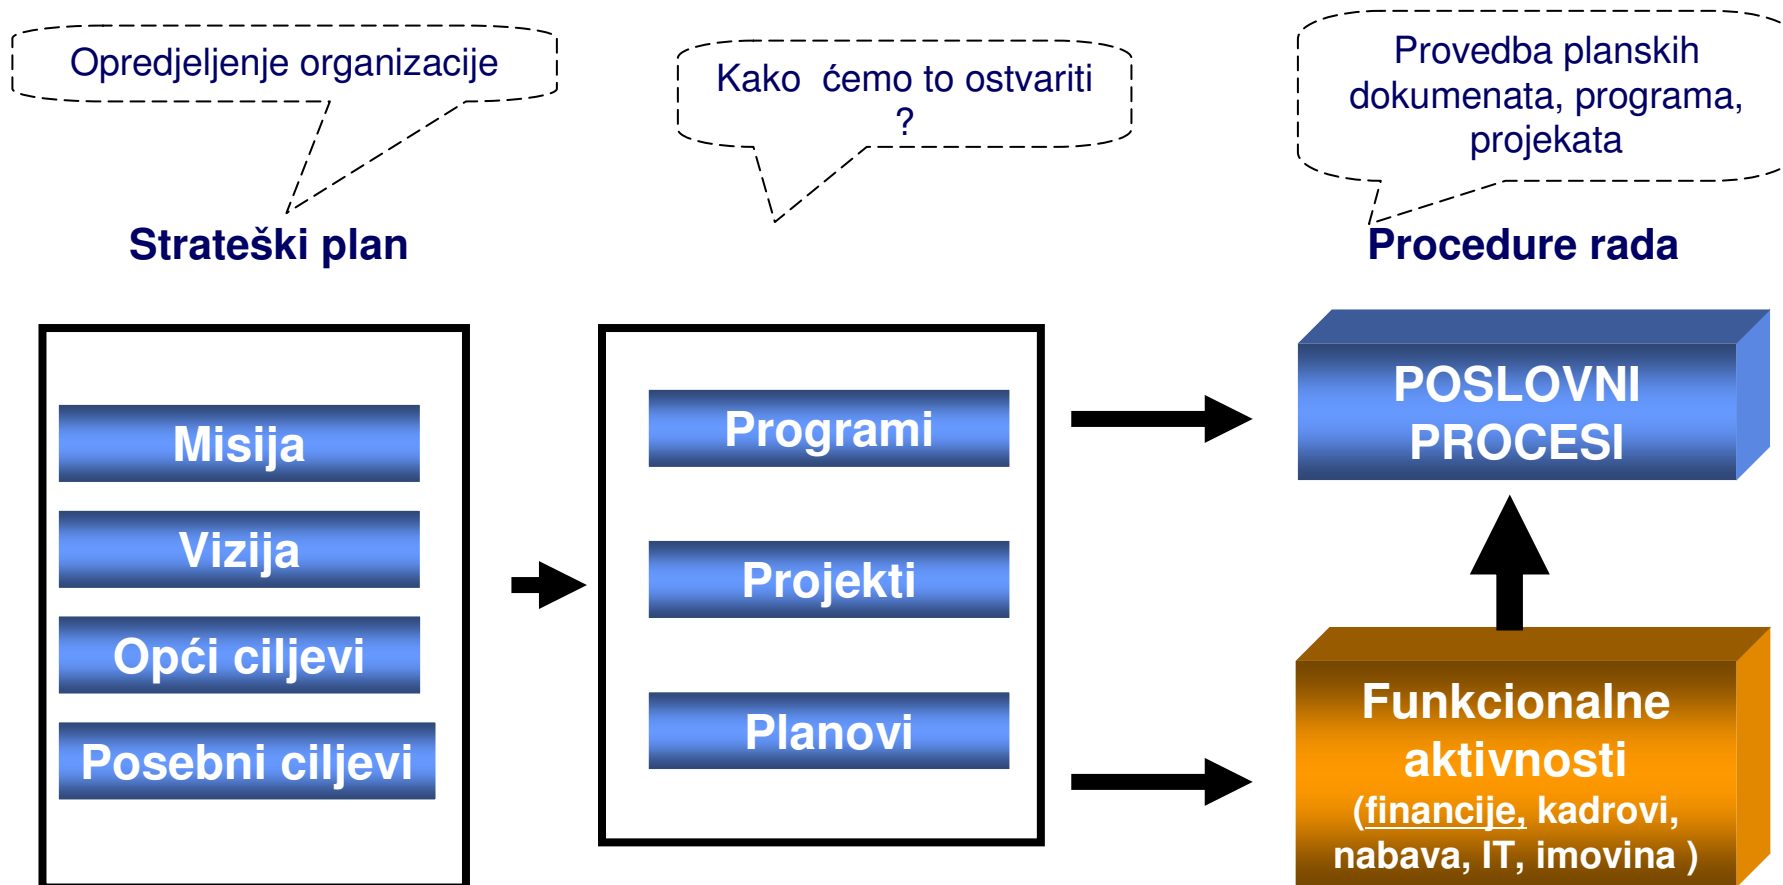 Opredjeljenje organizacije
Kako ćemo to ostvariti
?
Provedba planskih
dokumenata, programa,
projekata
Strateški plan
Procedure rada
Misija
Vizija
Opći ciljevi
Posebni ciljevi
Programi
Projekti
Planovi
POSLOVNI
PROCESI
Funkcionalne
aktivnosti
(financije, kadrovi,
nabava, IT, imovina )